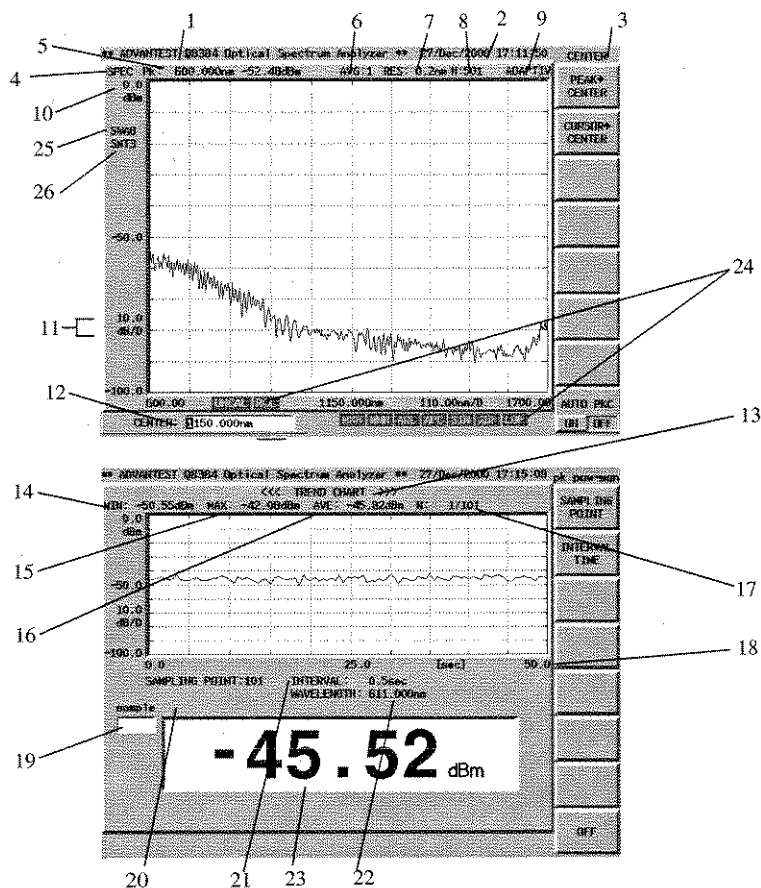 1
2
3
4
5
6
7
8
9
** ADVANTEST Q8384 Optical Spectrum Analyzer ** 27/Dec/2000 17:11:50 CENTER
SPEC PK: 600.000nm -52.40dBm AVG:1 RES: 0.2nm N:501 ADAPTIV
10
0.0
dBm
PEAK→
CENTER
25
SWAB
CURSOR→
CENTER
26
SWT3
-50.0
24
11
10.0
dB/D
-100.0
600.00 1150.000nm 110.00nm/D 1700.00
AUTO PKC
12
CENTER: 1150.000nm
ON OFF
13
** ADVANTEST Q8384 Optical Spectrum Analyzer ** 27/Dec/2000 17:15:08 pk pow-mon
<<< TREND CHART >>>
14
MIN: -50.55dBm MAX -42.90dBm AVE: -45.82dBm N: 1/101
SAMPLING
POINT
0.0
dBm
15
INTERVAL
TIME
-50.0
16
10.0
dB/D
17
-100.0
18
0.0 25.0 [sec] 50.0
SAMPLING POINT:101 INTERVAL 0.5sec
WAVELENGTH: 611.000nm
19
-45.52 dBm
OFF
20
21
23
22